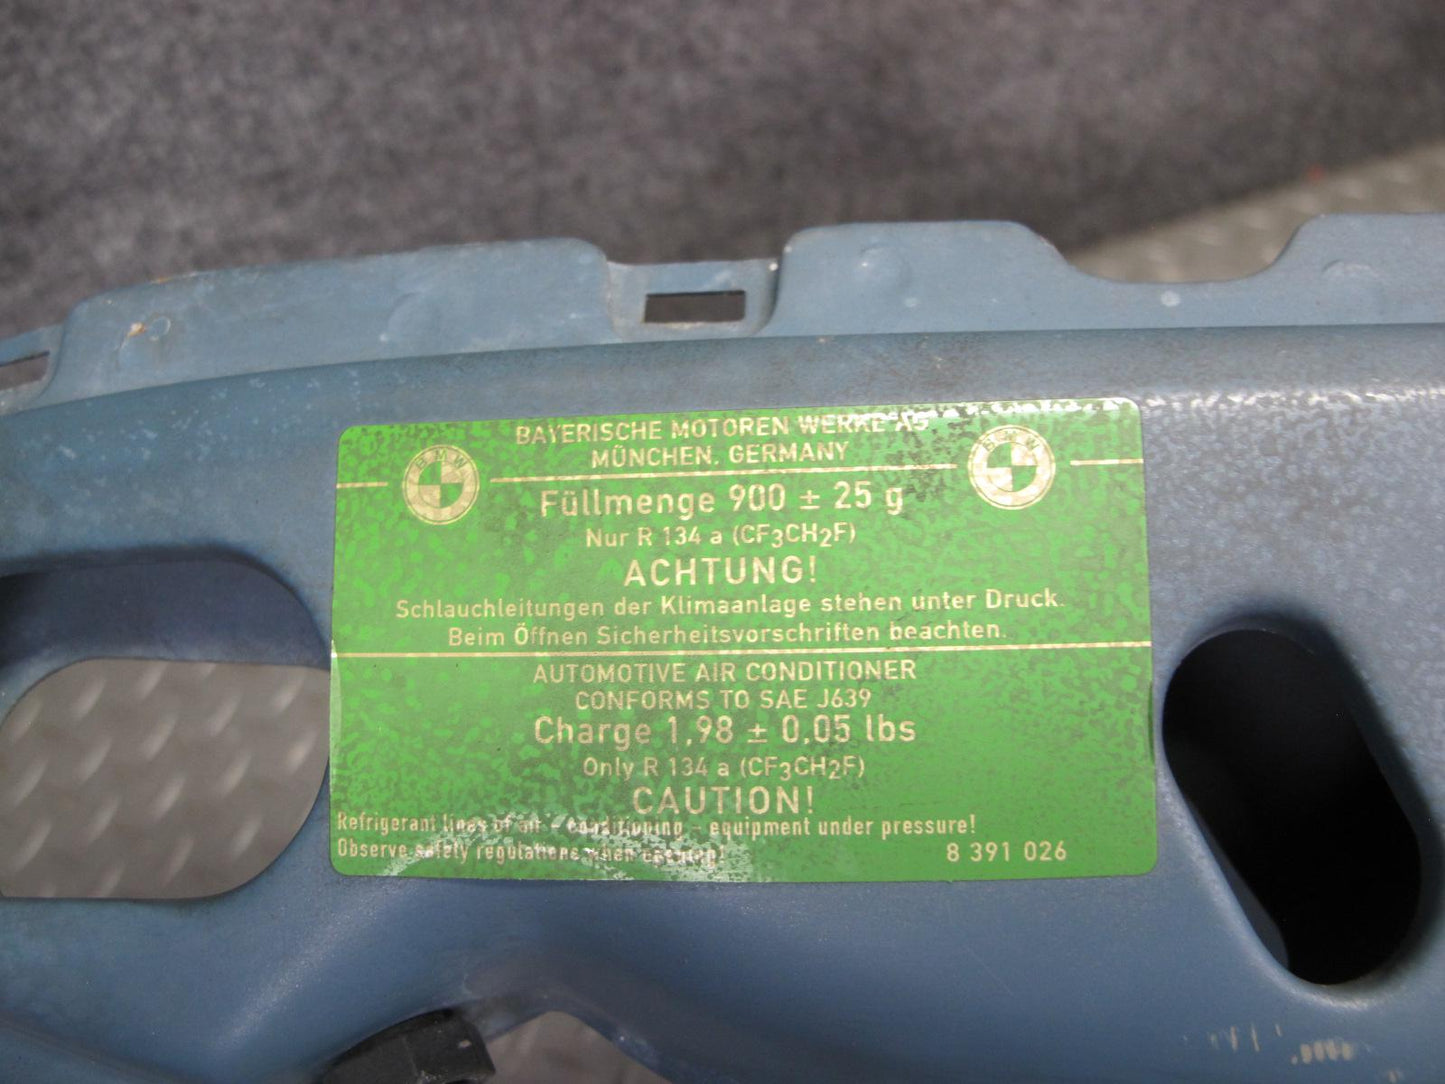 BAYERISCHE MOTOREN WERKE AG
MÜNCHEN, GERMANY
BMW
BMW
Füllmenge 900 ± 25 g
Nur R 134 a (CF3CH2F)
ACHTUNG!
Schlauchleitungen der Klimaanlage stehen unter Druck.
Beim Öffnen Sicherheitsvorschriften beachten.
AUTOMOTIVE AIR CONDITIONER
CONFORMS TO SAE J639
Charge 1,98 ± 0,05 lbs
Only R 134 a (CF3CH2F)
CAUTION!
Refrigerant lines of air - conditioning - equipment under pressure!
Observe safety regulations when opening!
8 391 026